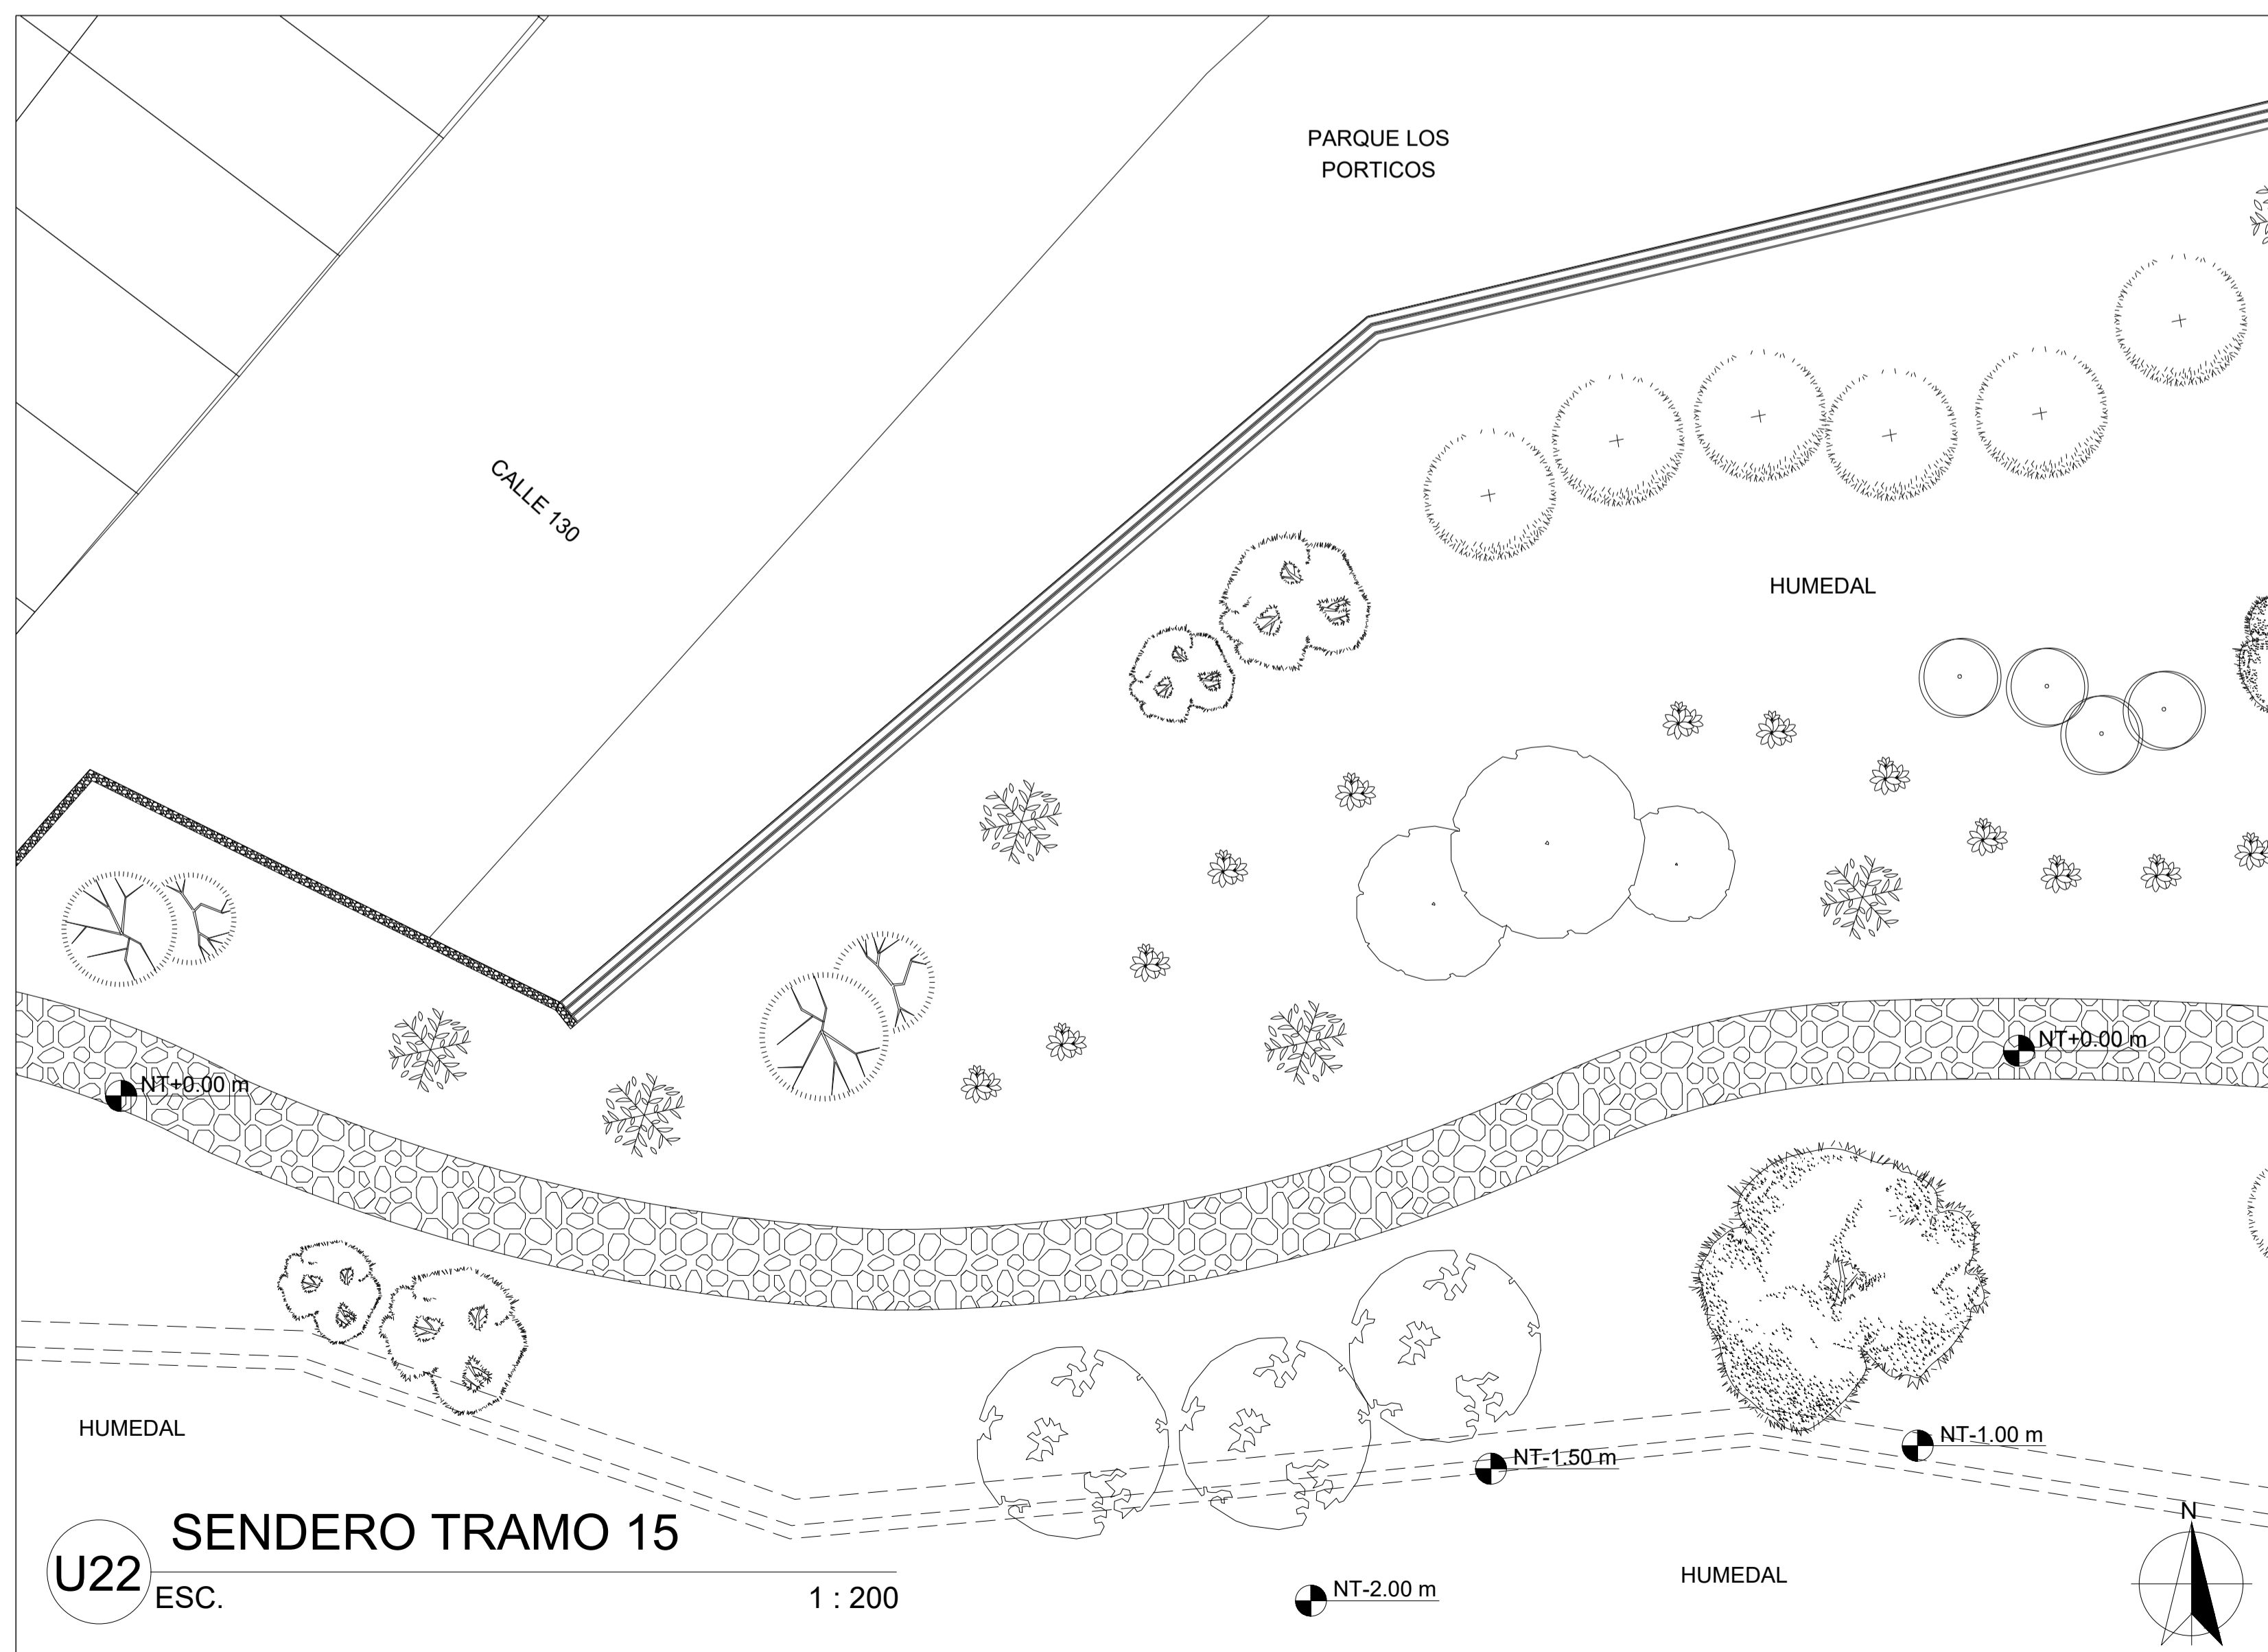 PARQUE LOS
PORTICOS
CALLE 130
HUMEDAL
NT+0.00 m
NT+0.00 m
HUMEDAL
NT-1.00 m
NT-1.50 m
N
SENDERO TRAMO 15
U22
ESC.
1 : 200
NT-2.00 m
HUMEDAL